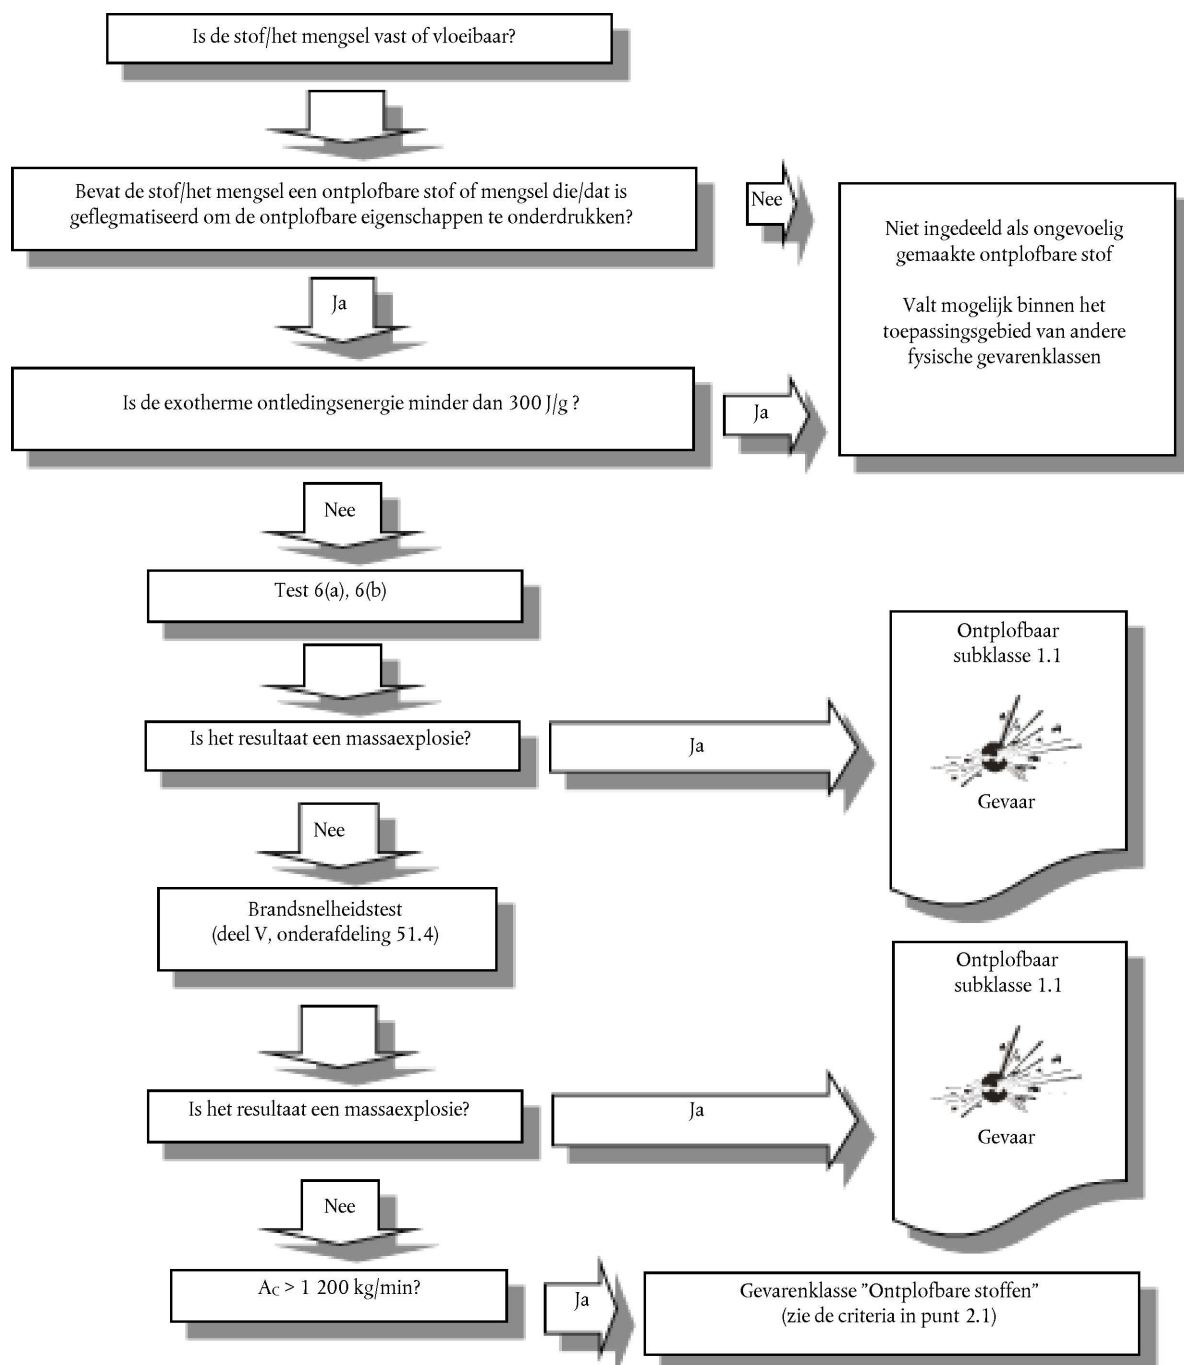 Is de stof/het mengsel vast of vloeibaar?
Bevat de stof/het mengsel een ontplofbare stof of mengsel die/dat is
geflegmatiseerd om de ontplofbare eigenschappen te onderdrukken?
Nee
Niet ingedeeld als ongevoelig
gemaakte ontplofbare stof
Valt mogelijk binnen het
toepassingsgebied van andere
fysische gevarenklassen
Ja
Is de exotherme ontledingsenergie minder dan 300 J/g ?
Ja
Nee
Test 6(a), 6(b)
Is het resultaat een massaexplosie?
Ja
Ontplofbaar
subklasse 1.1
Gevaar
Nee
Brandsnelheidstest
(deel V, onderafdeling 51.4)
Is het resultaat een massaexplosie?
Ja
Ontplofbaar
subklasse 1.1
Gevaar
Nee
AC > 1 200 kg/min?
Ja
Gevarenklasse "Ontplofbare stoffen"
(zie de criteria in punt 2.1)